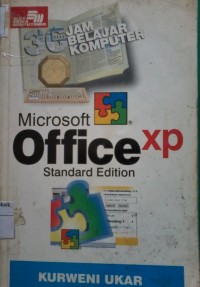 36 JAM
BELAJAR
KOMPUTER
Microsoft
Office xp
Standard Edition
KURWENI UKAR